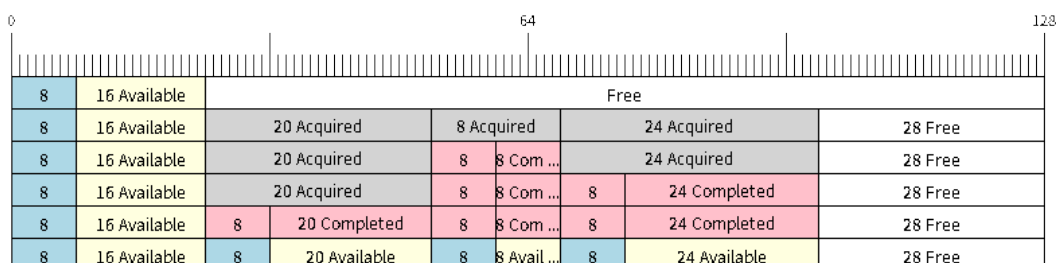 0 64 128
8 16 Available Free
8 16 Available 20 Acquired 8 Acquired 24 Acquired 28 Free
8 16 Available 20 Acquired 8 8 Com ... 24 Acquired 28 Free
8 16 Available 20 Acquired 8 8 Com ... 8 24 Completed 28 Free
8 16 Available 8 20 Completed 8 8 Com ... 8 24 Completed 28 Free
8 16 Available 8 20 Available 8 8 Avail ... 8 24 Available 28 Free